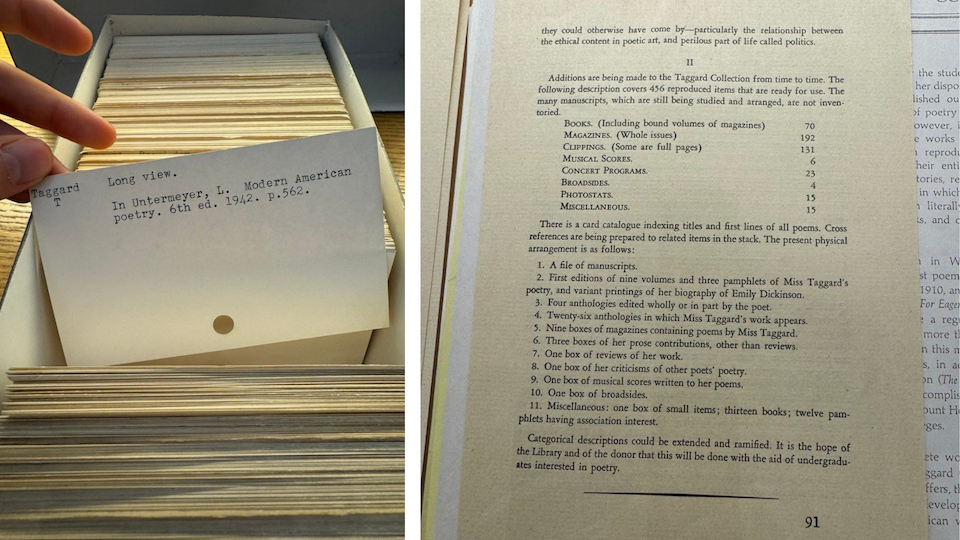 Taggard Long view.
T
In Untermeyer, L. Modern American
poetry. 6th ed. 1942. p.562.
they could otherwise have come by—particularly the relationship between
the ethical content in poetic art, and perilous part of life called politics.
II
Additions are being made to the Taggard Collection from time to time. The
following description covers 456 reproduced items that are ready for use. The
many manuscripts, which are still being studied and arranged, are not inven-
toried.
BOOKS. (Including bound volumes of magazines) 70
MAGAZINES. (Whole issues) 192
CLIPPINGS. (Some are full pages) 131
MUSICAL SCORES. 6
CONCERT PROGRAMS. 23
BROADSIDES. 4
PHOTOSTATS. 15
MISCELLANEOUS. 15
There is a card catalogue indexing titles and first lines of all poems. Cross
references are being prepared to related items in the stack. The present physical
arrangement is as follows:
1. A file of manuscripts.
2. First editions of nine volumes and three pamphlets of Miss Taggard's
poetry, and variant printings of her biography of Emily Dickinson.
3. Four anthologies edited wholly or in part by the poet.
4. Twenty-six anthologies in which Miss Taggard's work appears.
5. Nine boxes of magazines containing poems by Miss Taggard.
6. Three boxes of her prose contributions, other than reviews.
7. One box of reviews of her work.
8. One box of her criticisms of other poets' poetry.
9. One box of musical scores written to her poems.
10. One box of broadsides.
11. Miscellaneous: one box of small items; thirteen books; twelve pam-
phlets having association interest.
Categorical descriptions could be extended and ramified. It is the hope of
the Library and of the donor that this will be done with the aid of undergradu-
ates interested in poetry.
91